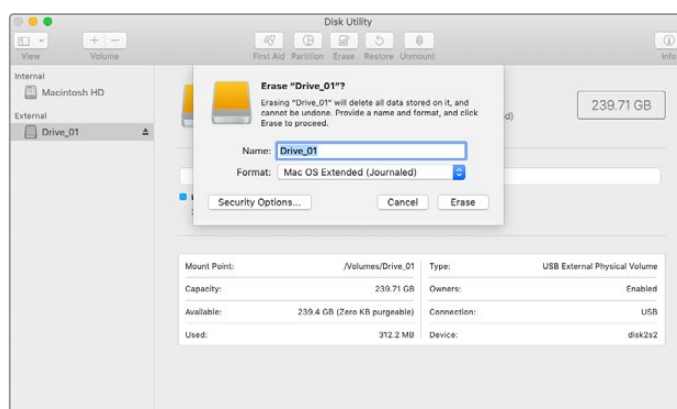 Disk Utility
View
Volume
First Aid Partition Erase Restore Unmount
Info
Internal
Macintosh HD
External
Drive_01
Erase “Drive_01”?
Erasing “Drive_01” will delete all data stored on it, and
cannot be undone. Provide a name and format, and click
Erase to proceed.
d)
239.71 GB
Name: Drive_01
Format: Mac OS Extended (Journaled)
Security Options... Cancel Erase
Mount Point: /Volumes/Drive_01 Type: USB External Physical Volume
Capacity: 239.71 GB Owners: Enabled
Available: 239.4 GB (Zero KB purgeable) Connection: USB
Used: 312.2 MB Device: disk2s2